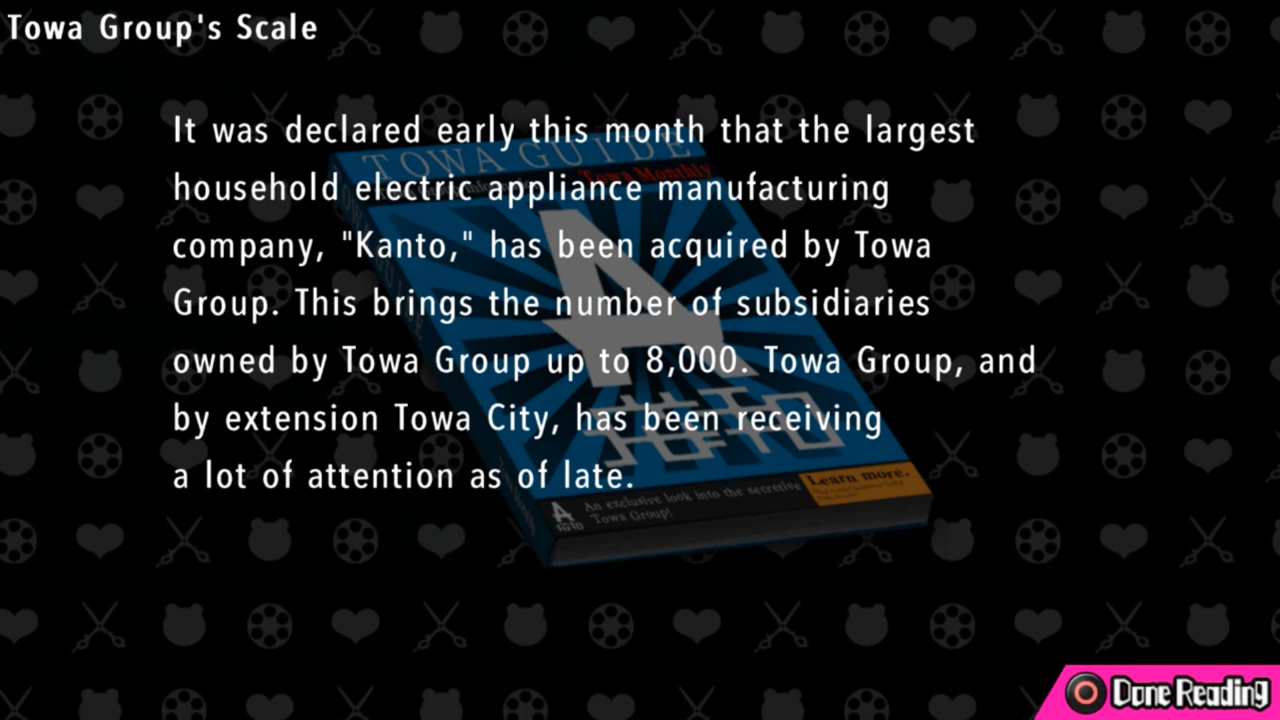 Towa Group's Scale
It was declared early this month that the largest
household electric appliance manufacturing
company, "Kanto," has been acquired by Towa
Group. This brings the number of subsidiaries
owned by Towa Group up to 8,000. Towa Group, and
by extension Towa City, has been receiving
a lot of attention as of late.
TOWA GUIDE
Towa Monthly
Learn more.
An exclusive look into the secretive
Towa Group!
Done Reading